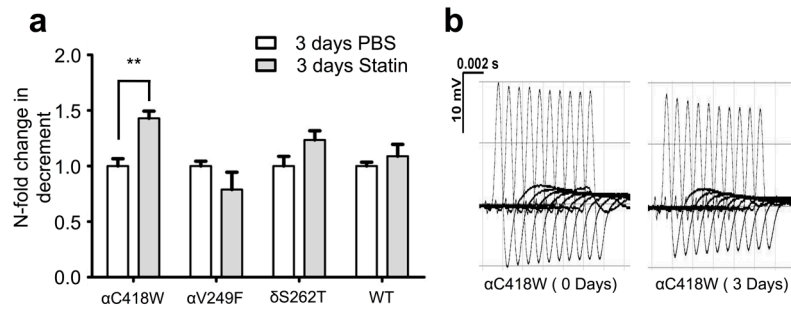 a
3 days PBS
3 days Statin
**
N-fold change in
decrement
2.0
1.5
1.0
0.5
0.0
αC418W
αV249F
δS262T
WT
b
0.002 s
10 mV
αC418W ( 0 Days)
αC418W ( 3 Days)